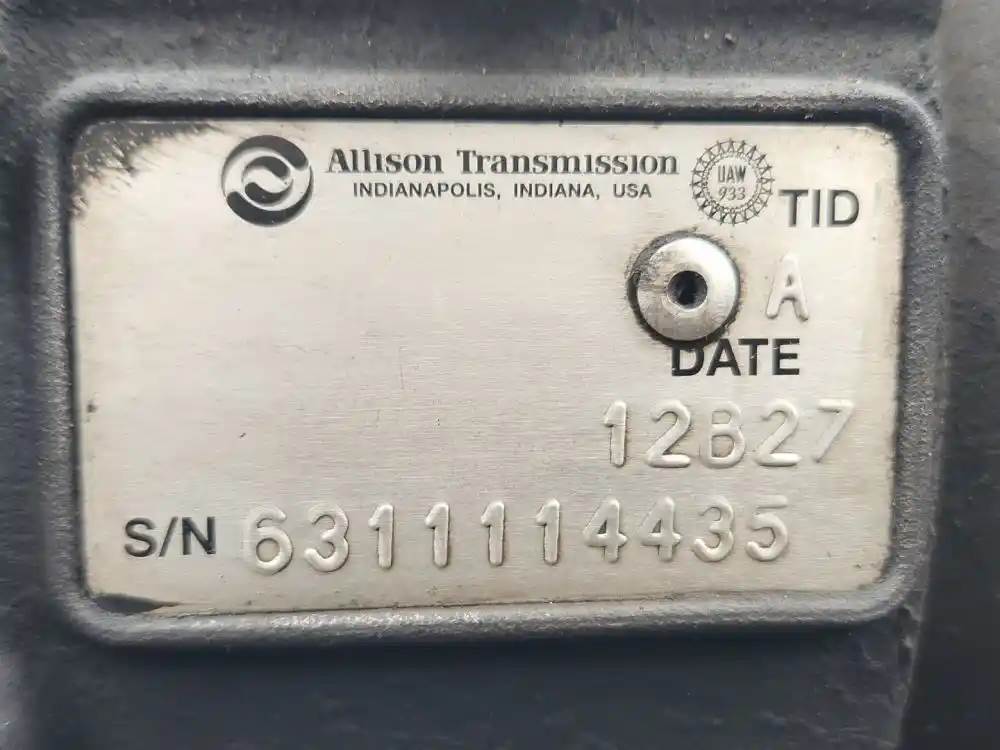 Allison Transmission
INDIANAPOLIS, INDIANA, USA
UAW
933
TID
A
DATE
12B27
S/N 6311114435